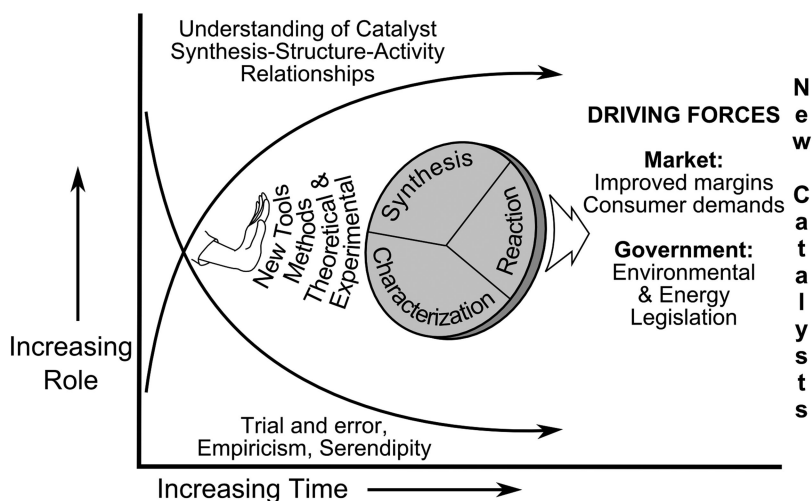 Understanding of Catalyst
Synthesis-Structure-Activity
Relationships
DRIVING FORCES
Market:
Improved margins
Consumer demands
Government:
Environmental
& Energy
Legislation
New Catalysts
Synthesis
Reaction
Characterization
New Tools
Methods
Theoretical &
Experimental
Increasing
Role
Trial and error,
Empiricism, Serendipity
Increasing Time